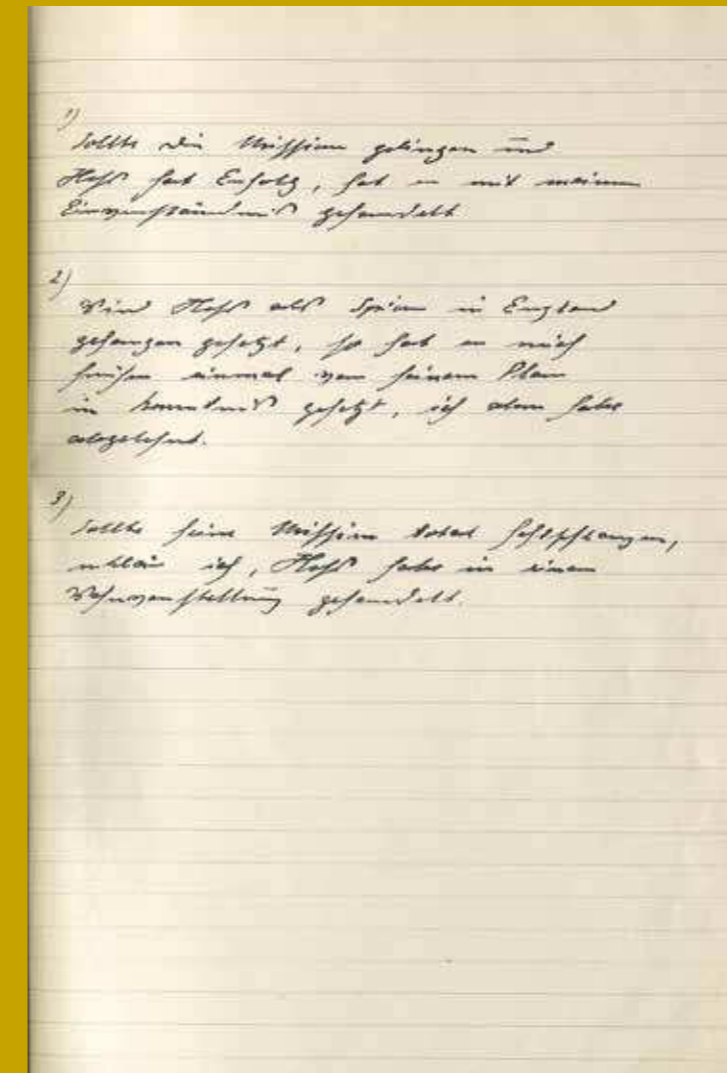 1)
Sollte die Mission gelingen und
Heß hat Erfolg, hat er mit meinem
Einverständnis gehandelt
2)
Wird Heß als Spion in England
gefangen gesetzt, so hat er mich
früher einmal von seinem Plan
in Kenntnis gesetzt, ich aber habe
abgelehnt.
3)
Sollte seine Mission total fehlschlagen,
erklär ich, Heß habe in einer
Wahnvorstellung gehandelt.